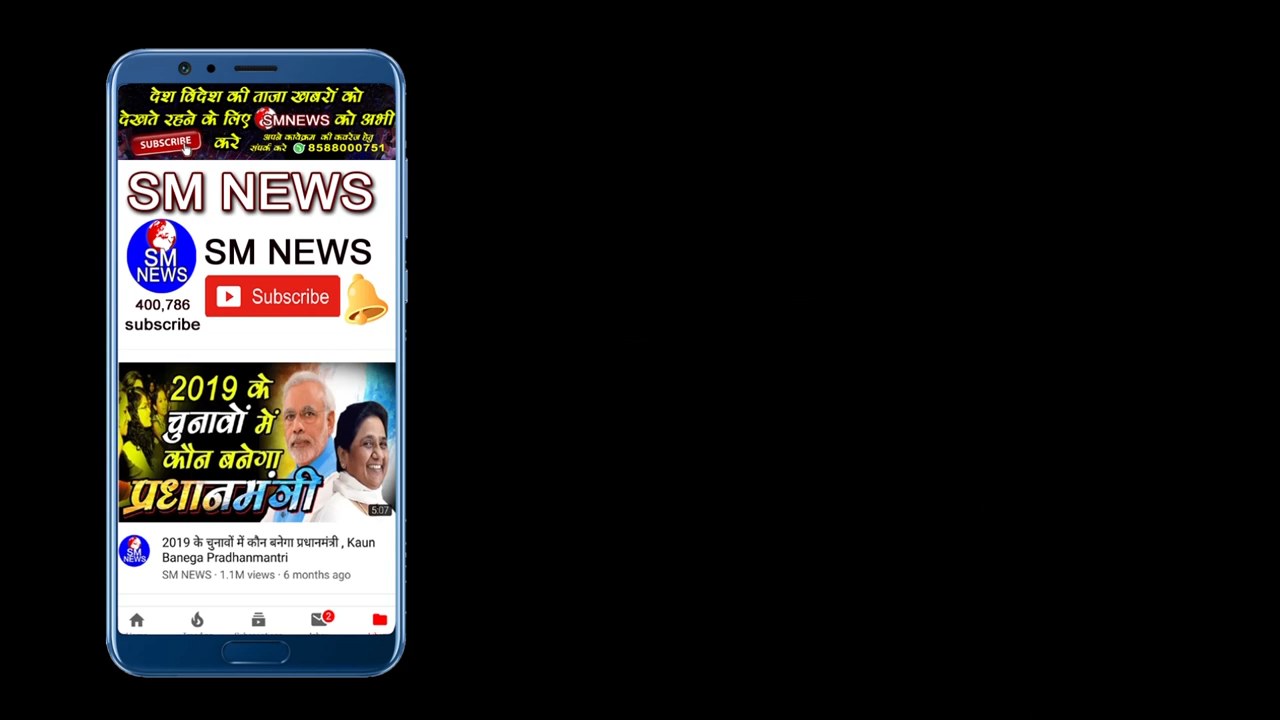 देश विदेश की ताजा खबरों को
देखते रहने के लिए SMNEWS को अभी
SUBSCRIBE करे अपने कार्यक्रम की कवरेज हेतु
संपर्क करे 8588000751
SM NEWS
SM
NEWS
SM NEWS
Subscribe
400,786
subscribe
2019 के
चुनावों में
कौन बनेगा
प्रधानमंत्री
5:07
SM
NEWS
2019 के चुनावों में कौन बनेगा प्रधानमंत्री , Kaun
Banega Pradhanmantri
SM NEWS · 1.1M views · 6 months ago
2